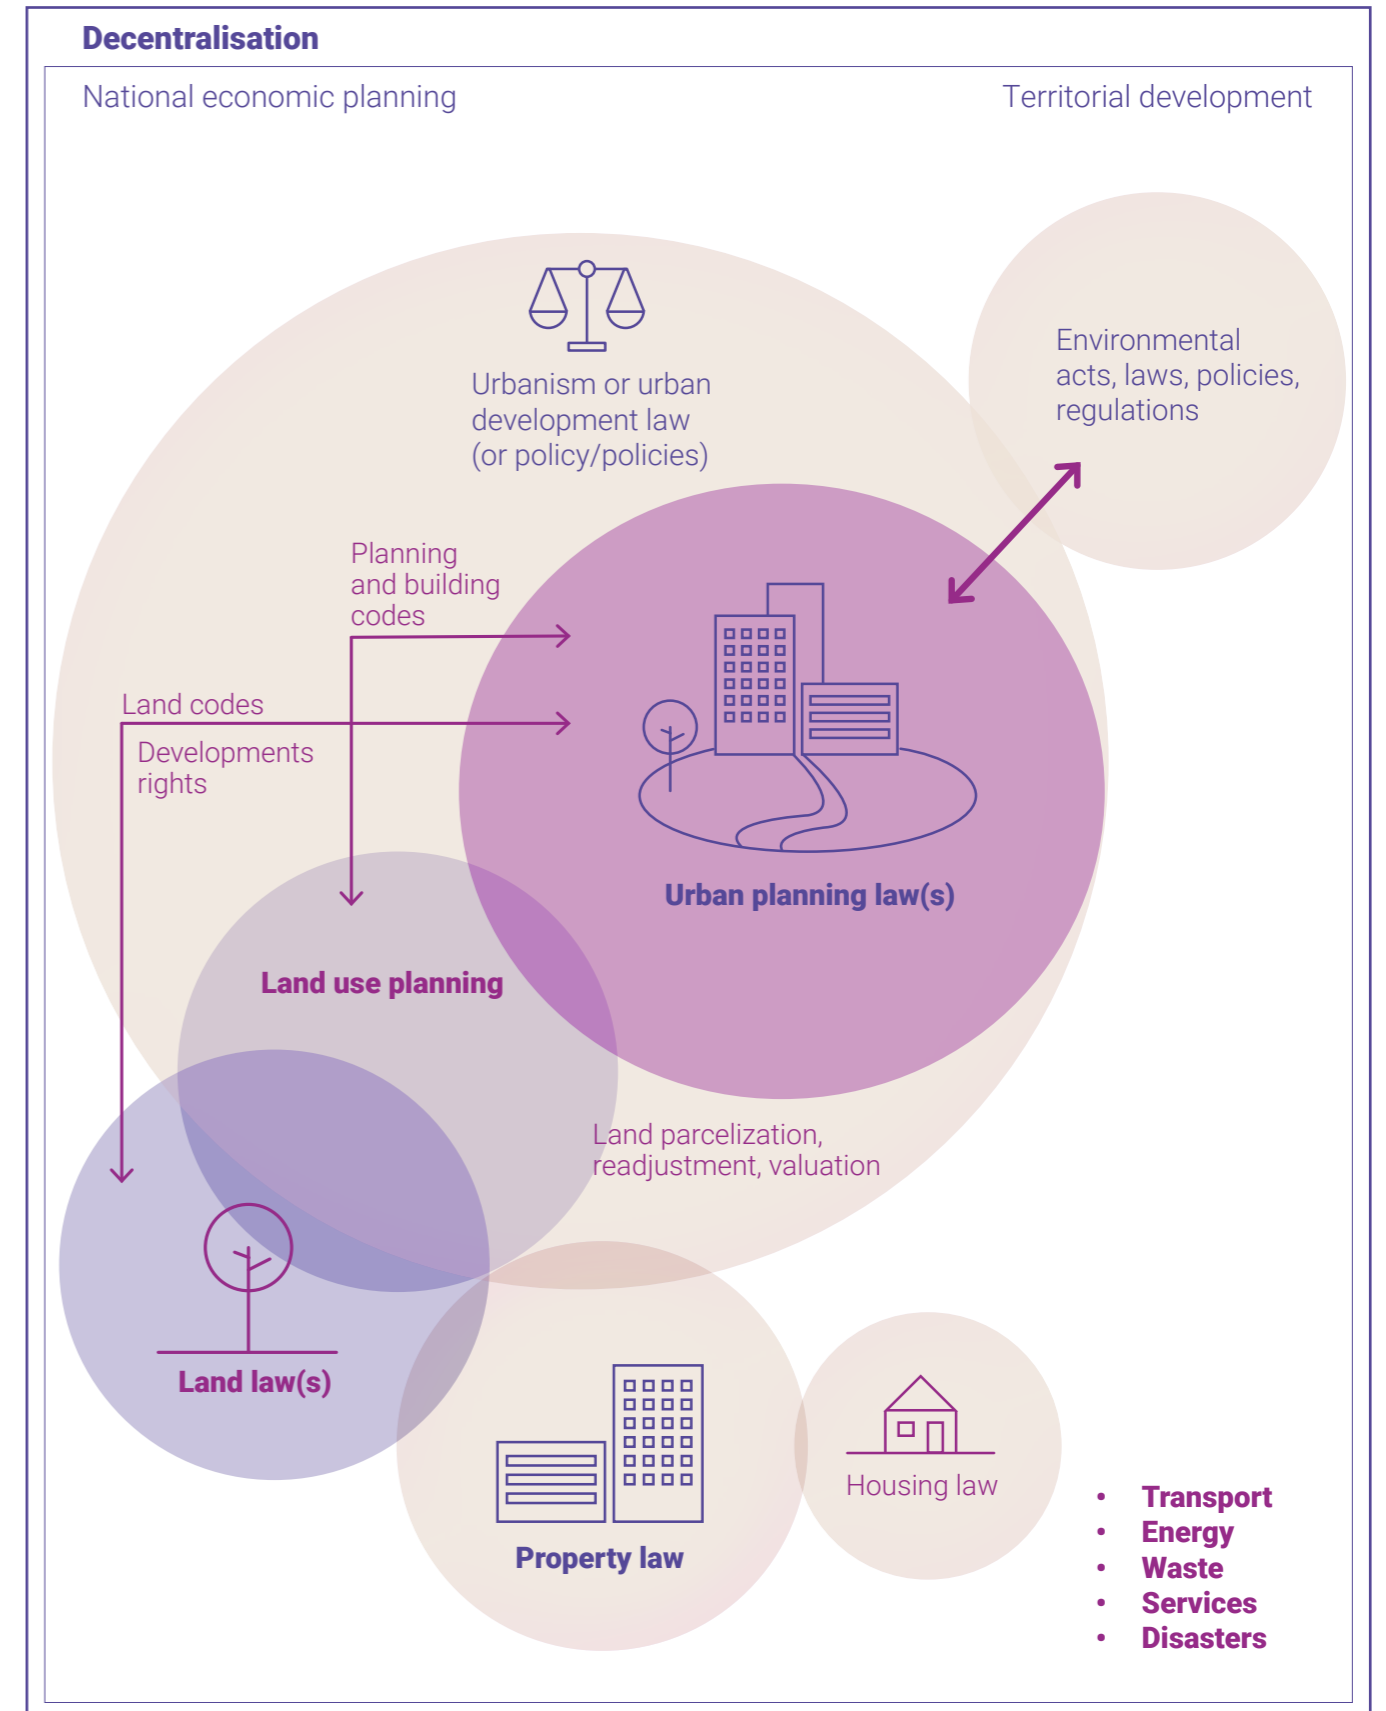 Decentralisation
National economic planning
Territorial development
Urbanism or urban
development law
(or policy/policies)
Environmental
acts, laws, policies,
regulations
Planning
and building
codes
Land codes
Developments
rights
Urban planning law(s)
Land use planning
Land parcelization,
readjustment, valuation
Land law(s)
Property law
Housing law
• Transport
• Energy
• Waste
• Services
• Disasters